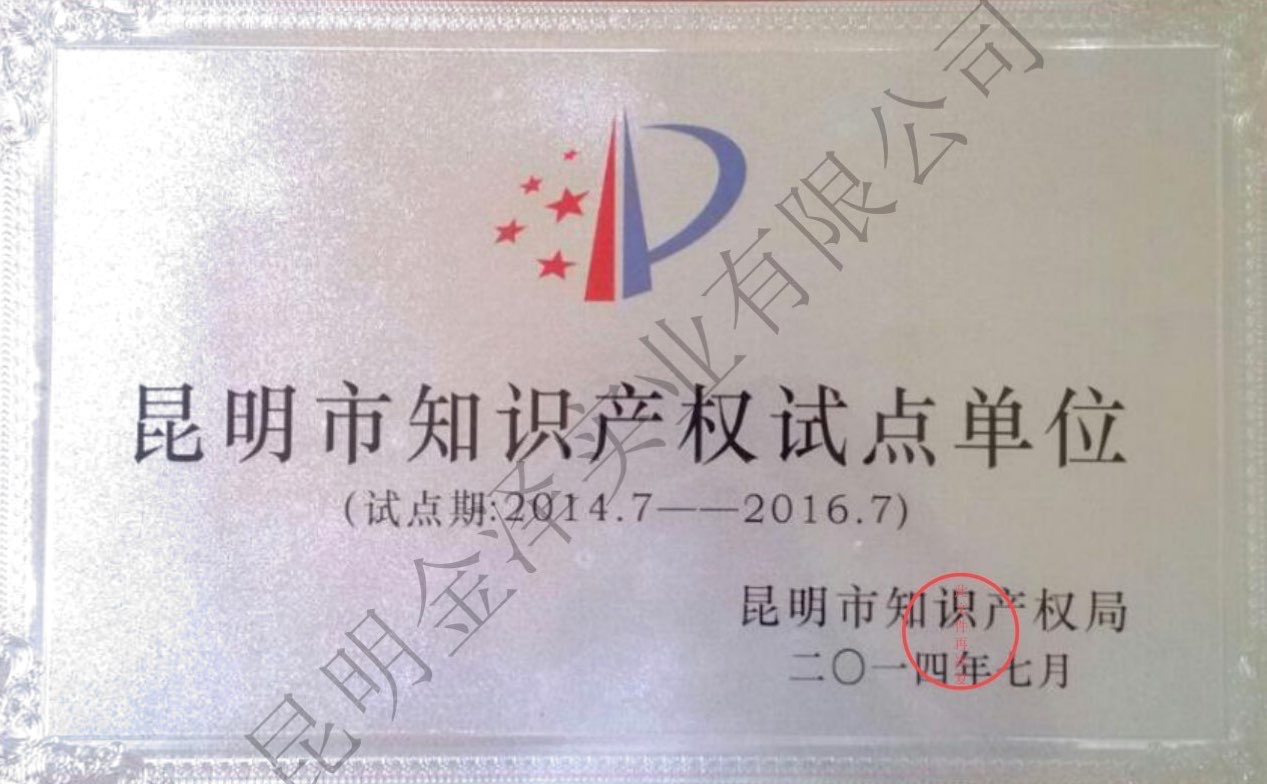 昆明市知识产权试点单位
(试点期:2014.7——2016.7)
昆明市知识产权局
二〇一四年七月
昆明金泽实业有限公司